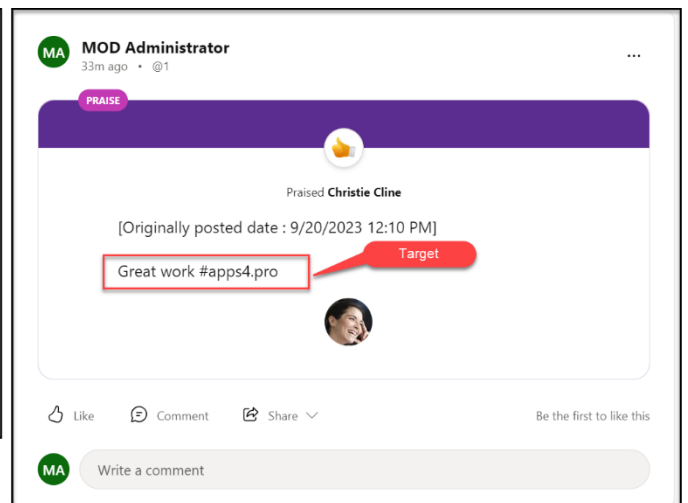 MA MOD Administrator ...
33m ago • @1
PRAISE
Praised Christie Cline
[Originally posted date : 9/20/2023 12:10 PM]
Target
Great work #apps4.pro
Like Comment Share Be the first to like this
MA Write a comment